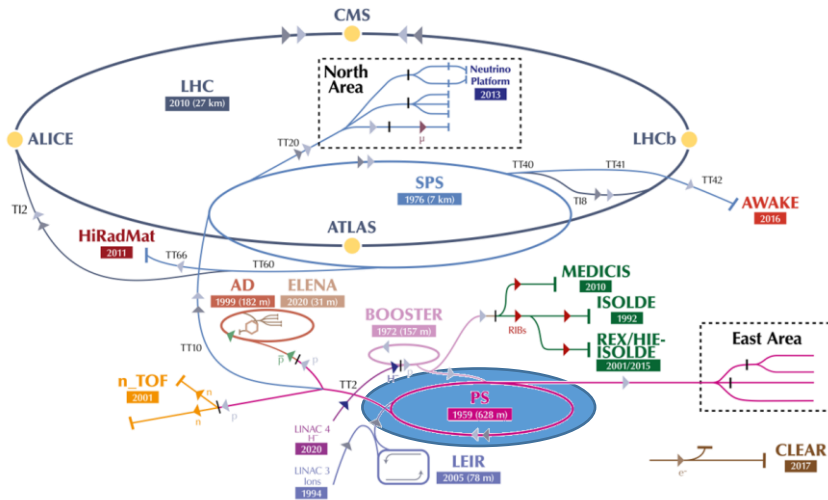 CMS
LHC
2010 (27 km)
North
Area
Neutrino
Platform
2013
μ
ALICE
LHCb
TT20
TT40
TT41
TT42
SPS
1976 (7 km)
TI8
TI2
AWAKE
2016
ATLAS
HiRadMat
2011
TT66
TT60
AD
1999 (182 m)
ELENA
2020 (31 m)
MEDICIS
2010
BOOSTER
1972 (157 m)
ISOLDE
1992
RIBs
REX/HIE-
ISOLDE
2001/2015
East Area
TT10
p
p
H⁻
p
n_TOF
2001
n
n
p
TT2
PS
1959 (628 m)
LINAC 4
H⁻
2020
LINAC 3
Ions
1994
LEIR
2005 (78 m)
CLEAR
2017
e⁻